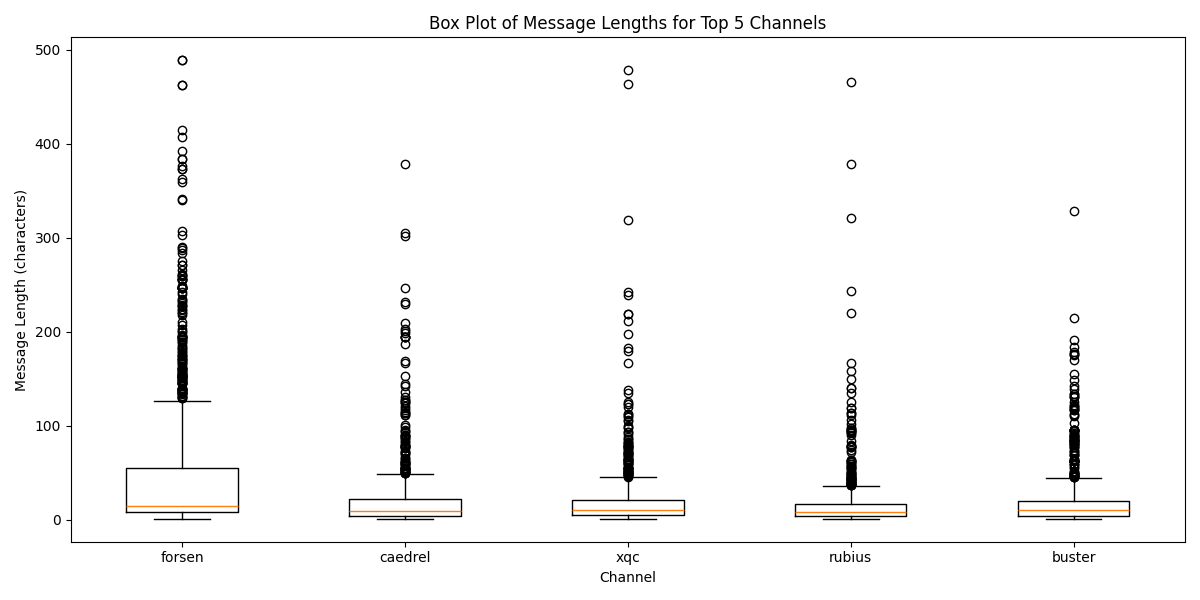 Box Plot of Message Lengths for Top 5 Channels
Message Length (characters)
500
400
300
200
100
0
forsen caedrel xqc rubius buster
Channel